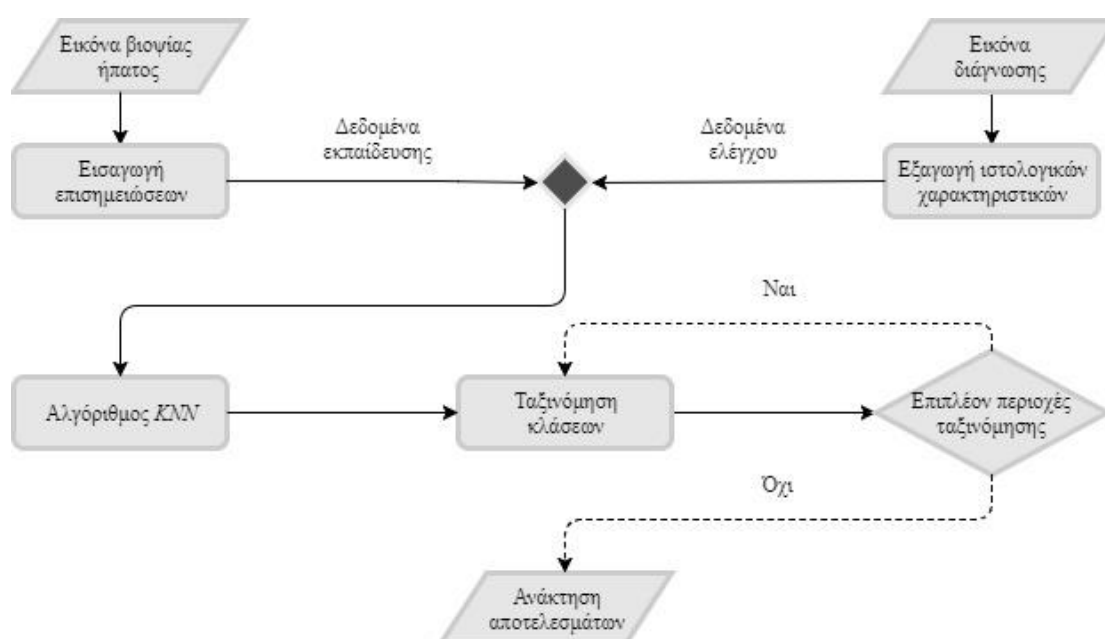 Εικόνα βιοψίας
ήπατος
Εικόνα
διάγνωσης
Δεδομένα
εκπαίδευσης
Δεδομένα
ελέγχου
Εισαγωγή
επισημειώσεων
Εξαγωγή ιστολογικών
χαρακτηριστικών
Ναι
Αλγόριθμος KNN
Ταξινόμηση
κλάσεων
Επιπλέον περιοχές
ταξινόμησης
Όχι
Ανάκτηση
αποτελεσμάτων